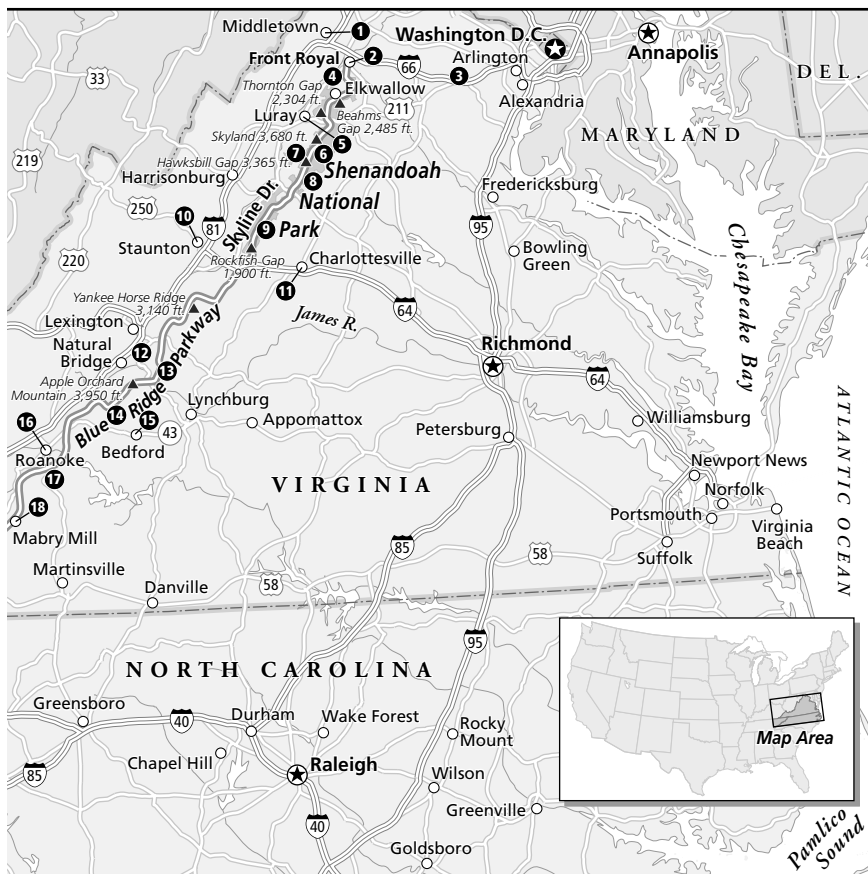 Middletown
1
Washington D.C.
Annapolis
Front Royal
2
66
3
Arlington
DEL.
33
Thornton Gap
2,304 ft.
4
Elkwallow
211
Alexandria
Luray
Beahms
Gap 2,485 ft.
MARYLAND
Skyland 3,680 ft.
5
219
Hawksbill Gap 3,365 ft.
7
6
Shenandoah
Harrisonburg
8
National
Fredericksburg
250
10
81
Skyline Dr.
9
Park
95
Staunton
Chesapeake Bay
220
Rockfish Gap
1,900 ft.
Charlottesville
Bowling
Green
11
Yankee Horse Ridge
3,140 ft.
James R.
64
Lexington
Natural
Bridge
12
Blue Ridge Parkway
Richmond
13
64
Apple Orchard
Mountain 3,950 ft.
ATLANTIC OCEAN
16
14
15
Lynchburg
Williamsburg
43
Appomattox
Petersburg
Roanoke
Bedford
Newport News
17
VIRGINIA
Norfolk
18
Portsmouth
Virginia
Beach
Mabry Mill
85
58
Suffolk
Martinsville
58
Danville
95
NORTH CAROLINA
Greensboro
40
Durham
Wake Forest
Rocky
Mount
Map Area
Chapel Hill
85
Raleigh
Wilson
Greenville
40
Pamlico
Sound
Goldsboro